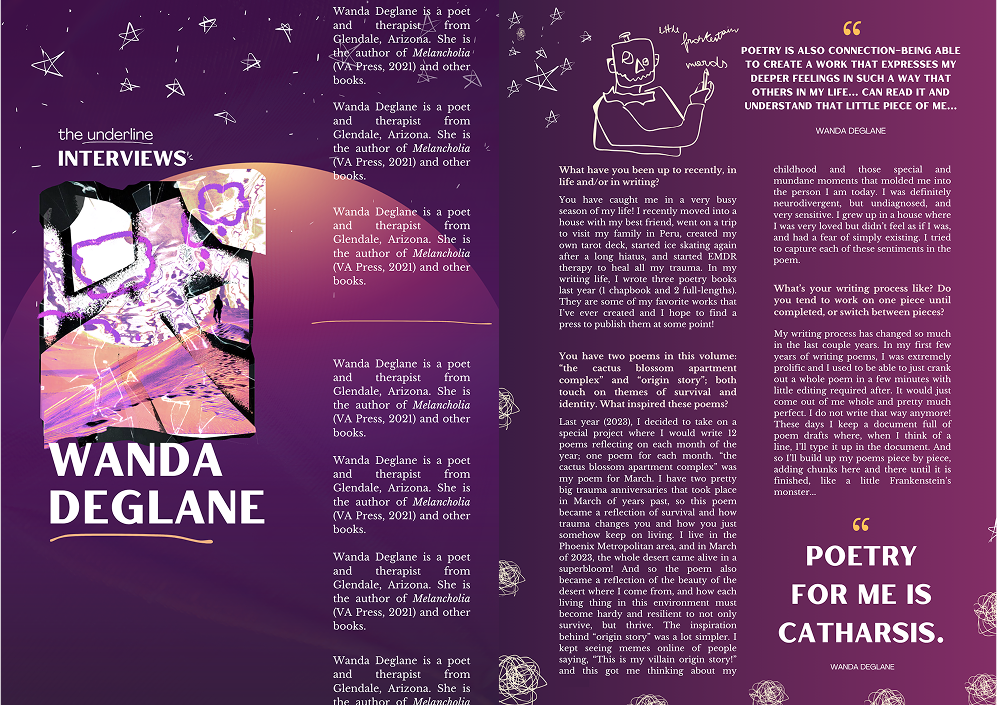 the underline
INTERVIEWS
WANDA
DEGLANE
Wanda Deglane is a poet
and therapist from
Glendale, Arizona. She is
the author of Melancholia
(VA Press, 2021) and other
books.
Wanda Deglane is a poet
and therapist from
Glendale, Arizona. She is
the author of Melancholia
(VA Press, 2021) and other
books.
Wanda Deglane is a poet
and therapist from
Glendale, Arizona. She is
the author of Melancholia
(VA Press, 2021) and other
books.
Wanda Deglane is a poet
and therapist from
Glendale, Arizona. She is
the author of Melancholia
(VA Press, 2021) and other
books.
Wanda Deglane is a poet
and therapist from
Glendale, Arizona. She is
the author of Melancholia
(VA Press, 2021) and other
books.
Wanda Deglane is a poet
and therapist from
Glendale, Arizona. She is
the author of Melancholia
(VA Press, 2021) and other
books.
Wanda Deglane is a poet
and therapist from
Glendale, Arizona. She is
the author of Melancholia
little
“
POETRY IS ALSO CONNECTION–BEING ABLE
TO CREATE A WORK THAT EXPRESSES MY
DEEPER FEELINGS IN SUCH A WAY THAT
OTHERS IN MY LIFE... CAN READ IT AND
UNDERSTAND THAT LITTLE PIECE OF ME...
WANDA DEGLANE
What have you been up to recently, in
life and/or in writing?
You have caught me in a very busy
season of my life! I recently moved into a
house with my best friend, went on a trip
to visit my family in Peru, created my
own tarot deck, started ice skating again
after a long hiatus, and started EMDR
therapy to heal all my trauma. In my
writing life, I wrote three poetry books
last year (1 chapbook and 2 full-lengths).
They are some of my favorite works that
I’ve ever created and I hope to find a
press to publish them at some point!
You have two poems in this volume:
“the cactus blossom apartment
complex” and “origin story”; both
touch on themes of survival and
identity. What inspired these poems?
Last year (2023), I decided to take on a
special project where I would write 12
poems reflecting on each month of the
year; one poem for each month. “the
cactus blossom apartment complex” was
my poem for March. I have two pretty
big trauma anniversaries that took place
in March of years past, so this poem
became a reflection of survival and how
trauma changes you and how you just
somehow keep on living. I live in the
Phoenix Metropolitan area, and in March
of 2023, the whole desert came alive in a
superbloom! And so the poem also
became a reflection of the beauty of the
desert where I come from, and how each
living thing in this environment must
become hardy and resilient to not only
survive, but thrive. The inspiration
behind “origin story” was a lot simpler. I
kept seeing memes online of people
saying, “This is my villain origin story!”
and this got me thinking about my
childhood and those special and
mundane moments that molded me into
the person I am today. I was definitely
neurodivergent, but undiagnosed, and
very sensitive. I grew up in a house where
I was very loved but didn’t feel as if I was,
and had a fear of simply existing. I tried
to capture each of these sentiments in the
poem.
What’s your writing process like? Do
you tend to work on one piece until
completed, or switch between pieces?
My writing process has changed so much
in the last couple years. In my first few
years of writing poems, I was extremely
prolific and I used to be able to just crank
out a whole poem in a few minutes with
little editing required after. It would just
come out of me whole and pretty much
perfect. I do not write that way anymore!
These days I keep a document full of
poem drafts where, when I think of a
line, I’ll type it up in the document. And
so I’ll build up my poems piece by piece,
adding chunks here and there until it is
finished, like a little Frankenstein’s
monster...
“
POETRY
FOR ME IS
CATHARSIS.
WANDA DEGLANE